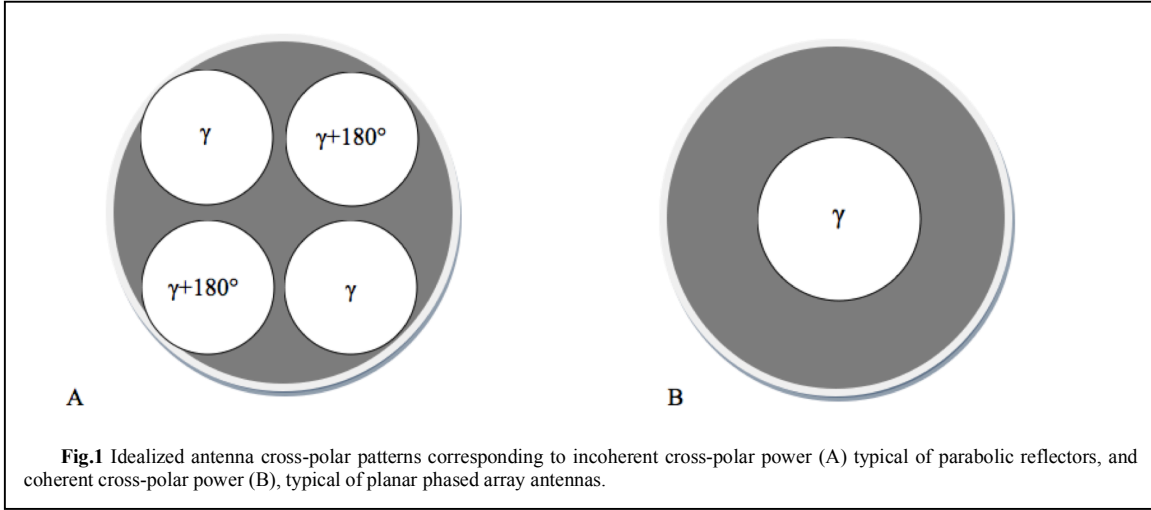 γ
γ+180°
γ
γ+180°
γ
A
B
Fig.1 Idealized antenna cross-polar patterns corresponding to incoherent cross-polar power (A) typical of parabolic reflectors, and
coherent cross-polar power (B), typical of planar phased array antennas.